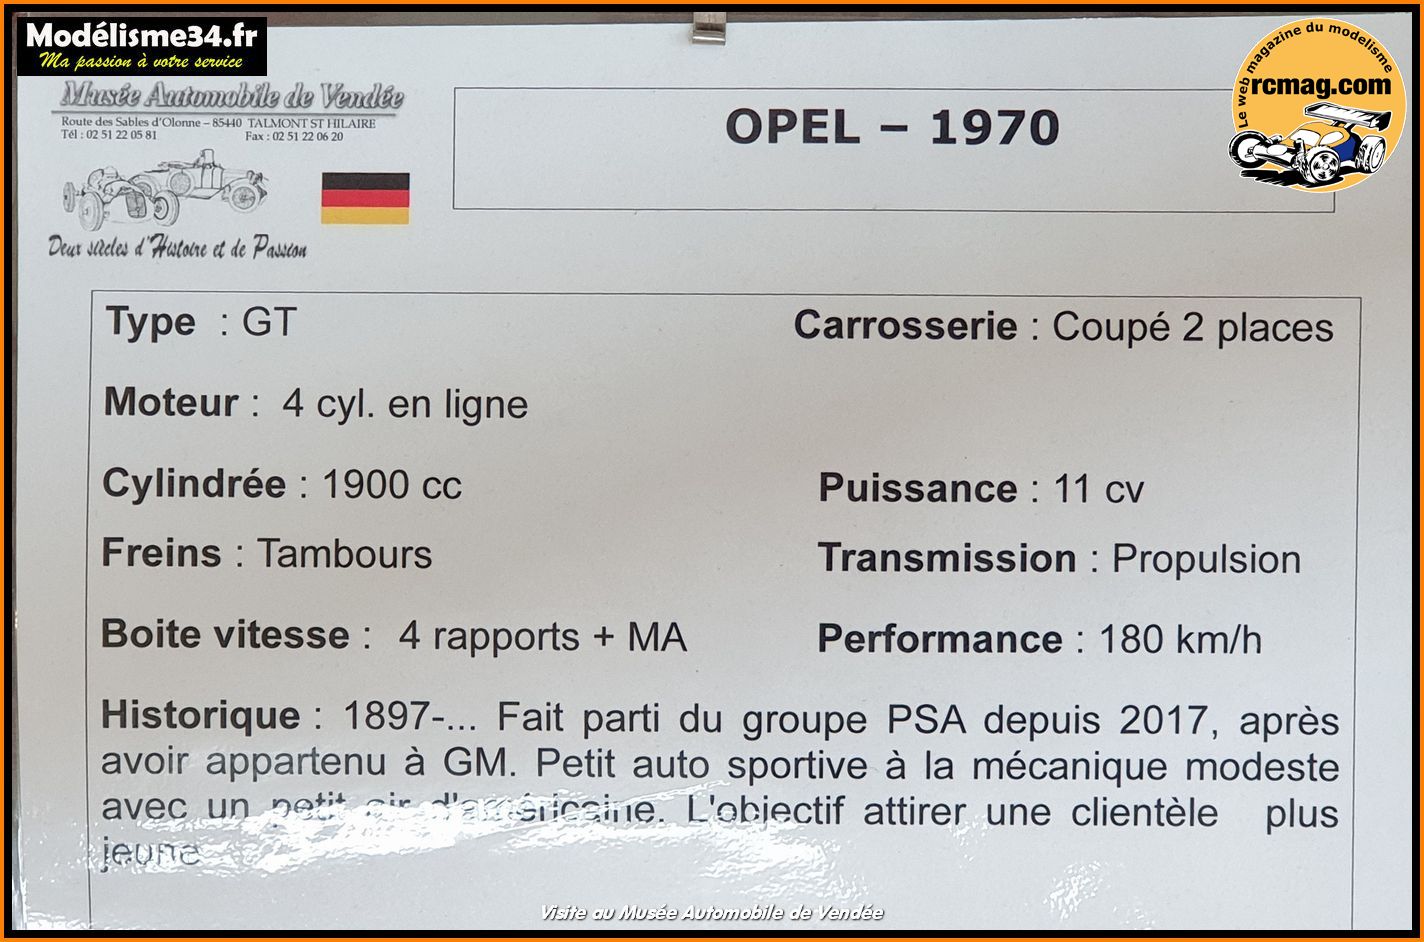 Modélisme34.fr
Ma passion à votre service
Le web magazine du modelisme
rcmag.com
Musée Automobile de Vendée
Route des Sables d'Olonne – 85440 TALMONT ST HILAIRE
Tél : 02 51 22 05 81 Fax : 02 51 22 06 20
Deux siècles d'Histoire et de Passion
OPEL – 1970
Type : GT
Carrosserie : Coupé 2 places
Moteur : 4 cyl. en ligne
Cylindrée : 1900 cc
Puissance : 11 cv
Freins : Tambours
Transmission : Propulsion
Boite vitesse : 4 rapports + MA
Performance : 180 km/h
Historique : 1897-... Fait parti du groupe PSA depuis 2017, après
avoir appartenu à GM. Petit auto sportive à la mécanique modeste
avec un petit air d'américaine. L'objectif attirer une clientèle plus
jeune
Visite au Musée Automobile de Vendée